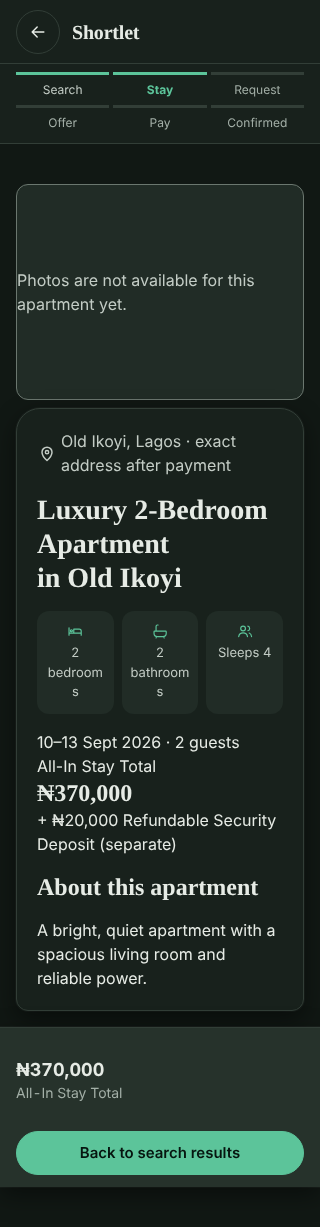 Shortlet
Search Stay Request
Offer Pay Confirmed
Photos are not available for this
apartment yet.
Old Ikoyi, Lagos · exact
address after payment
Luxury 2-Bedroom
Apartment
in Old Ikoyi
2
bedroom
s
2
bathroom
s
Sleeps 4
10–13 Sept 2026 · 2 guests
All-In Stay Total
₦370,000
+ ₦20,000 Refundable Security
Deposit (separate)
About this apartment
A bright, quiet apartment with a
spacious living room and
reliable power.
₦370,000
All-In Stay Total
Back to search results